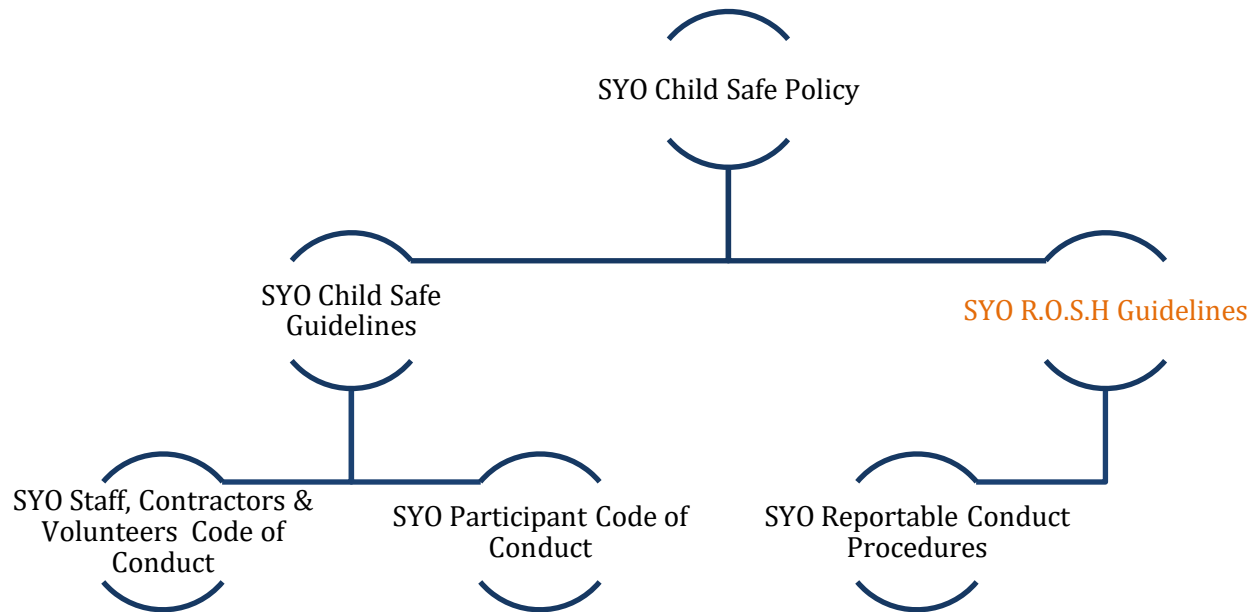 SYO Child Safe Policy
SYO Child Safe
Guidelines
SYO R.O.S.H Guidelines
SYO Staff, Contractors &
Volunteers  Code of
Conduct
SYO Participant Code of
Conduct
SYO Reportable Conduct
Procedures